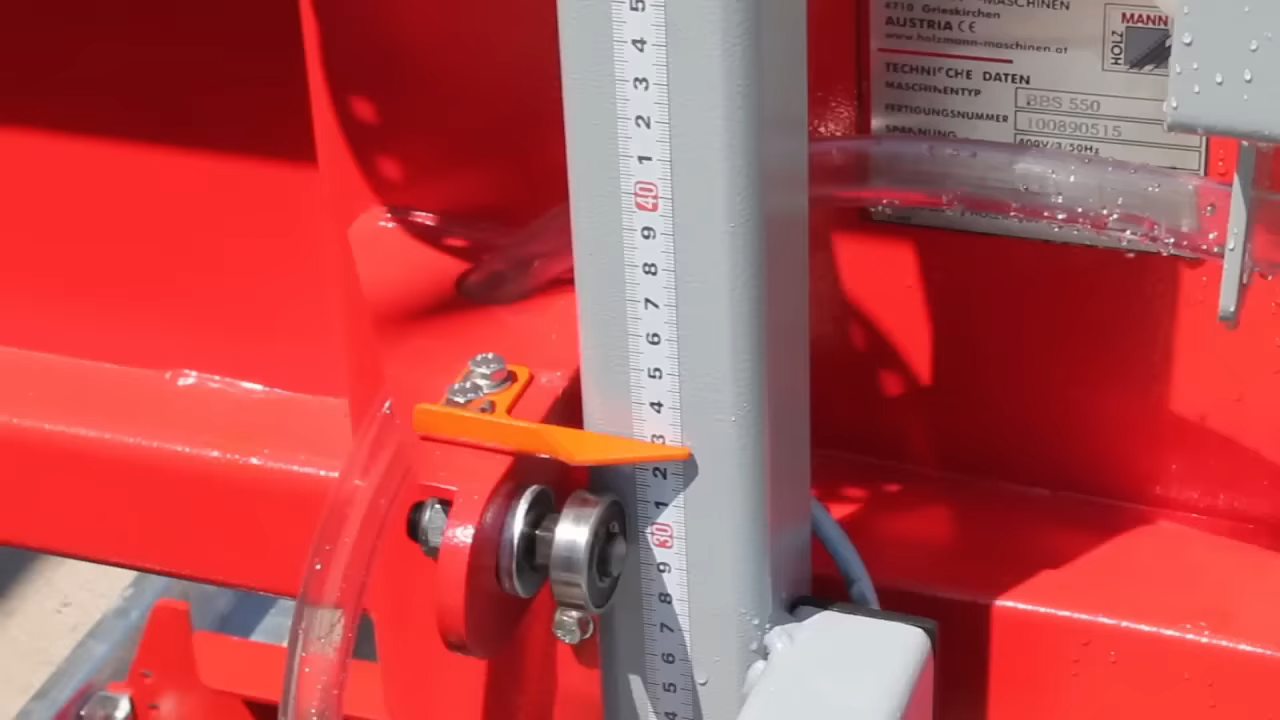 MASCHINEN
4710 Grieskirchen
AUSTRIA CE
www.holzmann-maschinen.at
HOLZ
MANN
TECHNISCHE DATEN
MASCHINENTYP
BBS 550
FERTIGUNGSNUMMER
100890515
SPANNUNG
400V/3/50Hz
5
4
3
2
1
40
9
8
7
6
5
4
3
2
1
30
9
8
7
6
5
4